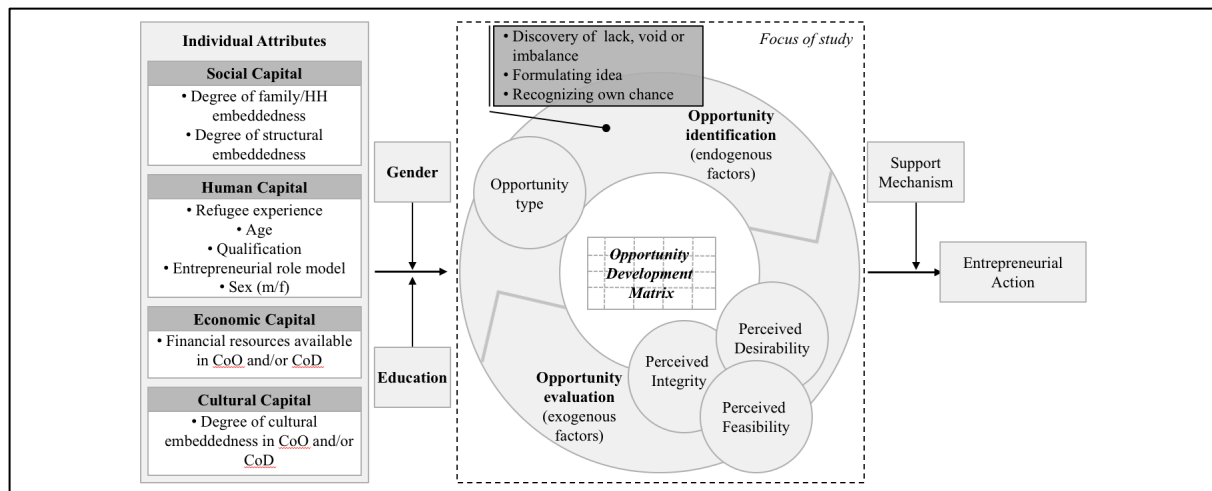 Individual Attributes
Social Capital
• Degree of family/HH
embeddedness
• Degree of structural
embeddedness
Human Capital
• Refugee experience
• Age
• Qualification
• Entrepreneurial role model
• Sex (m/f)
Economic Capital
• Financial resources available
in CoO and/or CoD
Cultural Capital
• Degree of cultural
embeddedness in CoO and/or
CoD
Gender
Education
• Discovery of lack, void or
imbalance
• Formulating idea
• Recognizing own chance
Focus of study
Opportunity
identification
(endogenous
factors)
Opportunity
type
Opportunity
Development
Matrix
Opportunity
evaluation
(exogenous
factors)
Perceived
Integrity
Perceived
Desirability
Perceived
Feasibility
Support
Mechanism
Entrepreneurial
Action